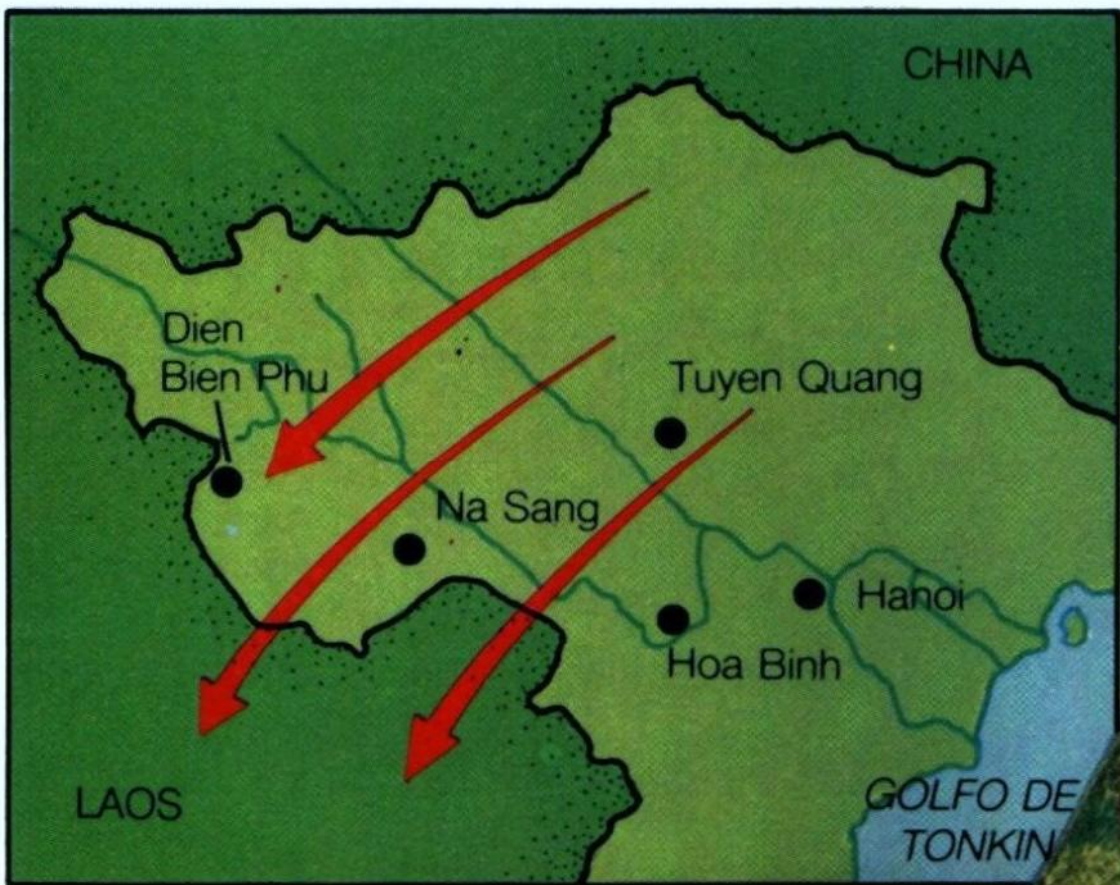 CHINA
Dien
Bien Phu
Tuyen Quang
Na Sang
Hanoi
Hoa Binh
LAOS
GOLFO DE
TONKIN